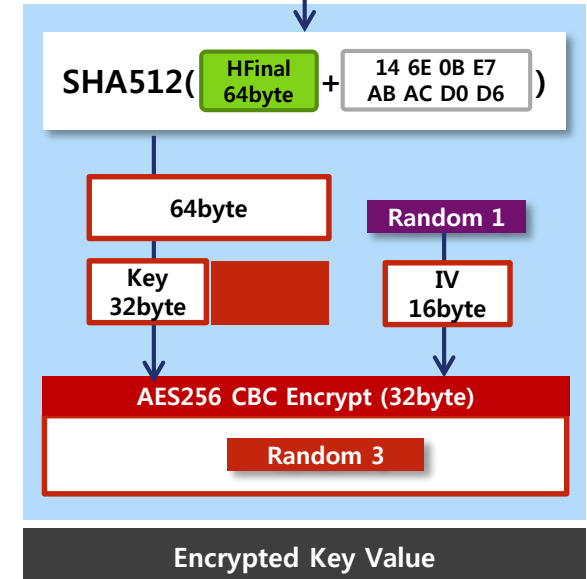 SHA512( HFinal 64byte + 14 6E 0B E7 AB AC D0 D6 )
64byte
Random 1
Key
32byte
IV
16byte
AES256 CBC Encrypt (32byte)
Random 3
Encrypted Key Value